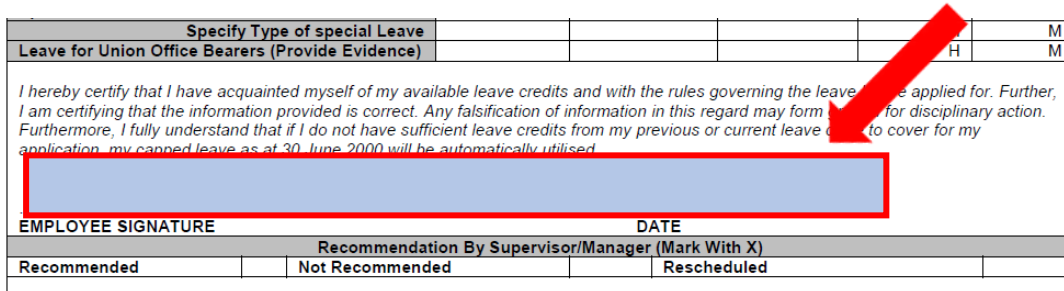 Specify Type of special Leave M
Leave for Union Office Bearers (Provide Evidence) H M
I hereby certify that I have acquainted myself of my available leave credits and with the rules governing the leave applied for. Further,
I am certifying that the information provided is correct. Any falsification of information in this regard may form for disciplinary action.
Furthermore, I fully understand that if I do not have sufficient leave credits from my previous or current leave to cover for my
application, my capped leave as at 30 June 2000 will be automatically utilised
EMPLOYEE SIGNATURE DATE
Recommendation By Supervisor/Manager (Mark With X)
Recommended Not Recommended Rescheduled